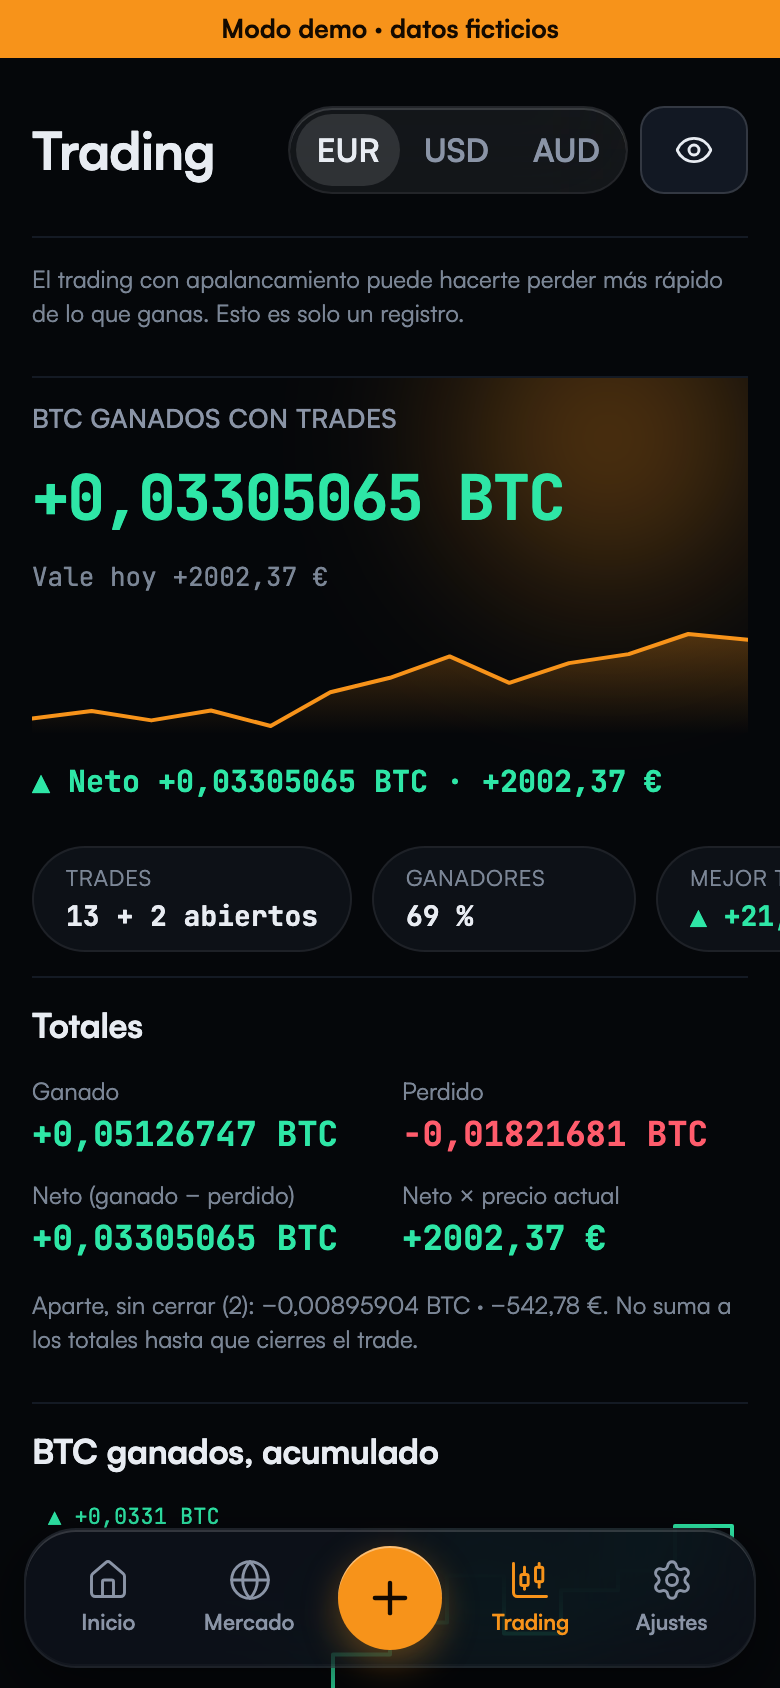 Modo demo · datos ficticios
Trading
EUR USD AUD
El trading con apalancamiento puede hacerte perder más rápido
de lo que ganas. Esto es solo un registro.
BTC GANADOS CON TRADES
+0,03305065 BTC
Vale hoy +2002,37 €
▲ Neto +0,03305065 BTC · +2002,37 €
TRADES GANADORES MEJOR
13 + 2 abiertos 69 % ▲ +21,
Totales
Ganado Perdido
+0,05126747 BTC -0,01821681 BTC
Neto (ganado − perdido) Neto × precio actual
+0,03305065 BTC +2002,37 €
Aparte, sin cerrar (2): −0,00895904 BTC · −542,78 €. No suma a
los totales hasta que cierres el trade.
BTC ganados, acumulado
▲ +0,0331 BTC
Inicio Mercado Trading Ajustes